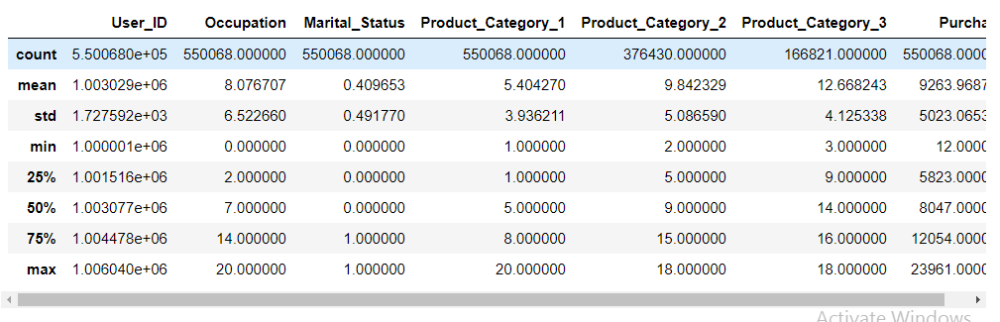 User_ID Occupation Marital_Status Product_Category_1 Product_Category_2 Product_Category_3 Purcha
count 5.500680e+05 550068.000000 550068.000000 550068.000000 376430.000000 166821.000000 550068.0000
mean 1.003029e+06 8.076707 0.409653 5.404270 9.842329 12.668243 9263.9687
std 1.727592e+03 6.522660 0.491770 3.936211 5.086590 4.125338 5023.0653
min 1.000001e+06 0.000000 0.000000 1.000000 2.000000 3.000000 12.0000
25% 1.001516e+06 2.000000 0.000000 1.000000 5.000000 9.000000 5823.0000
50% 1.003077e+06 7.000000 0.000000 5.000000 9.000000 14.000000 8047.0000
75% 1.004478e+06 14.000000 1.000000 8.000000 15.000000 16.000000 12054.0000
max 1.006040e+06 20.000000 1.000000 20.000000 18.000000 18.000000 23961.0000
Activate Windows